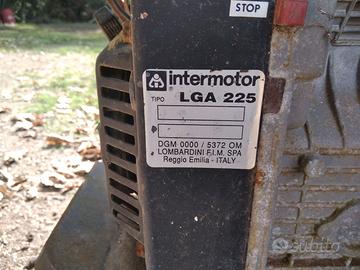 STOP
intermotor
TIPO LGA 225
DGM 0000 / 5372 OM
LOMBARDINI F.I.M. SPA
Reggio Emilia - ITALY
subito